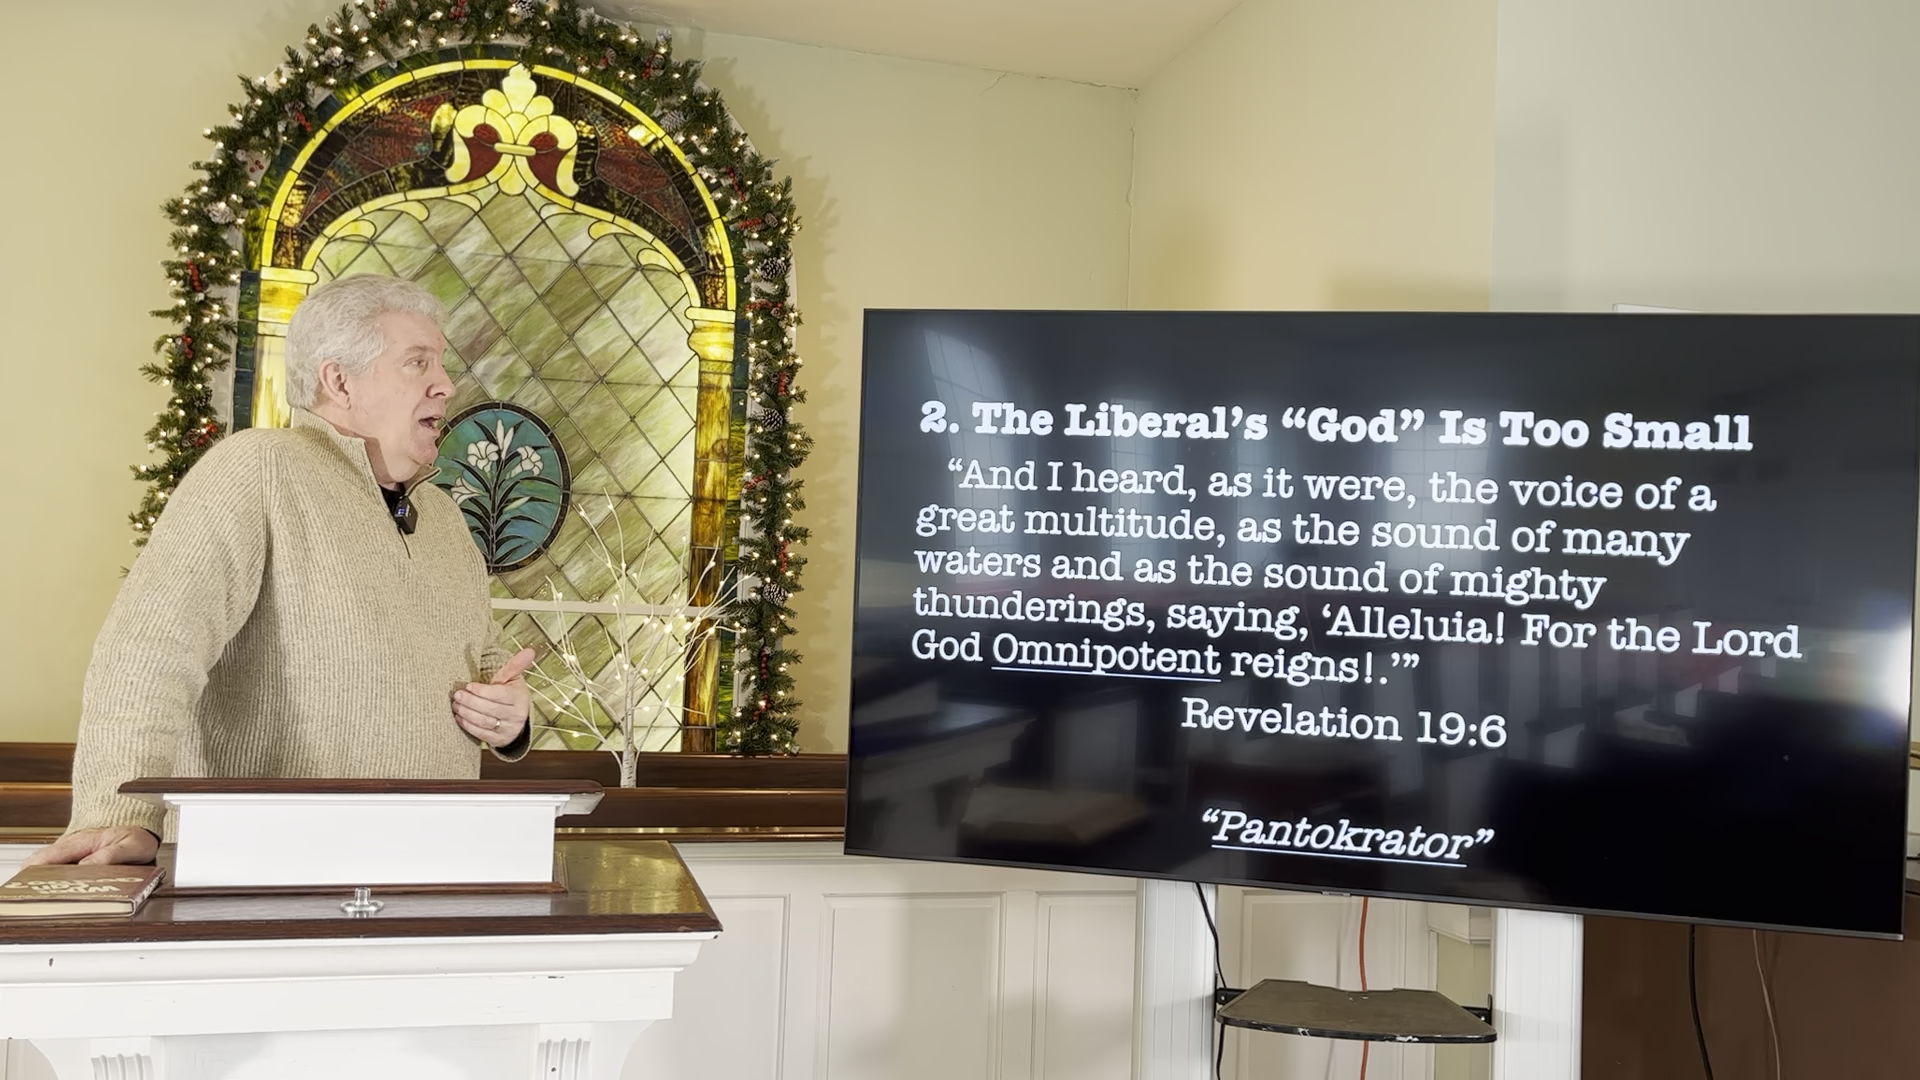 2. The Liberal's “God” Is Too Small
“And I heard, as it were, the voice of a
great multitude, as the sound of many
waters and as the sound of mighty
thunderings, saying, ‘Alleluia! For the Lord
God Omnipotent reigns!.’”
Revelation 19:6
“Pantokrator”